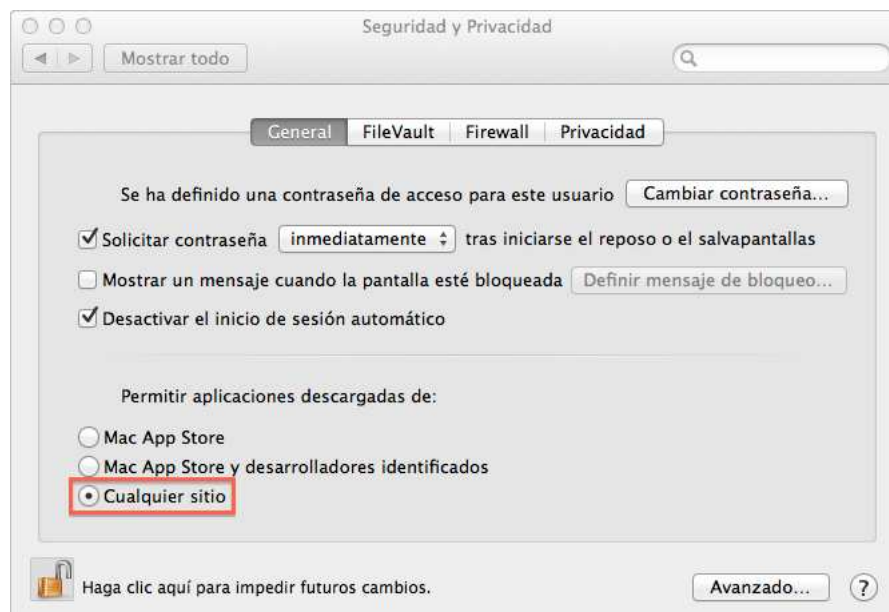 Seguridad y Privacidad
Mostrar todo
General FileVault Firewall Privacidad
Se ha definido una contraseña de acceso para este usuario Cambiar contraseña...
Solicitar contraseña inmediatamente tras iniciarse el reposo o el salvapantallas
Mostrar un mensaje cuando la pantalla esté bloqueada Definir mensaje de bloqueo...
Desactivar el inicio de sesión automático
Permitir aplicaciones descargadas de:
Mac App Store
Mac App Store y desarrolladores identificados
Cualquier sitio
Haga clic aquí para impedir futuros cambios. Avanzado... ?